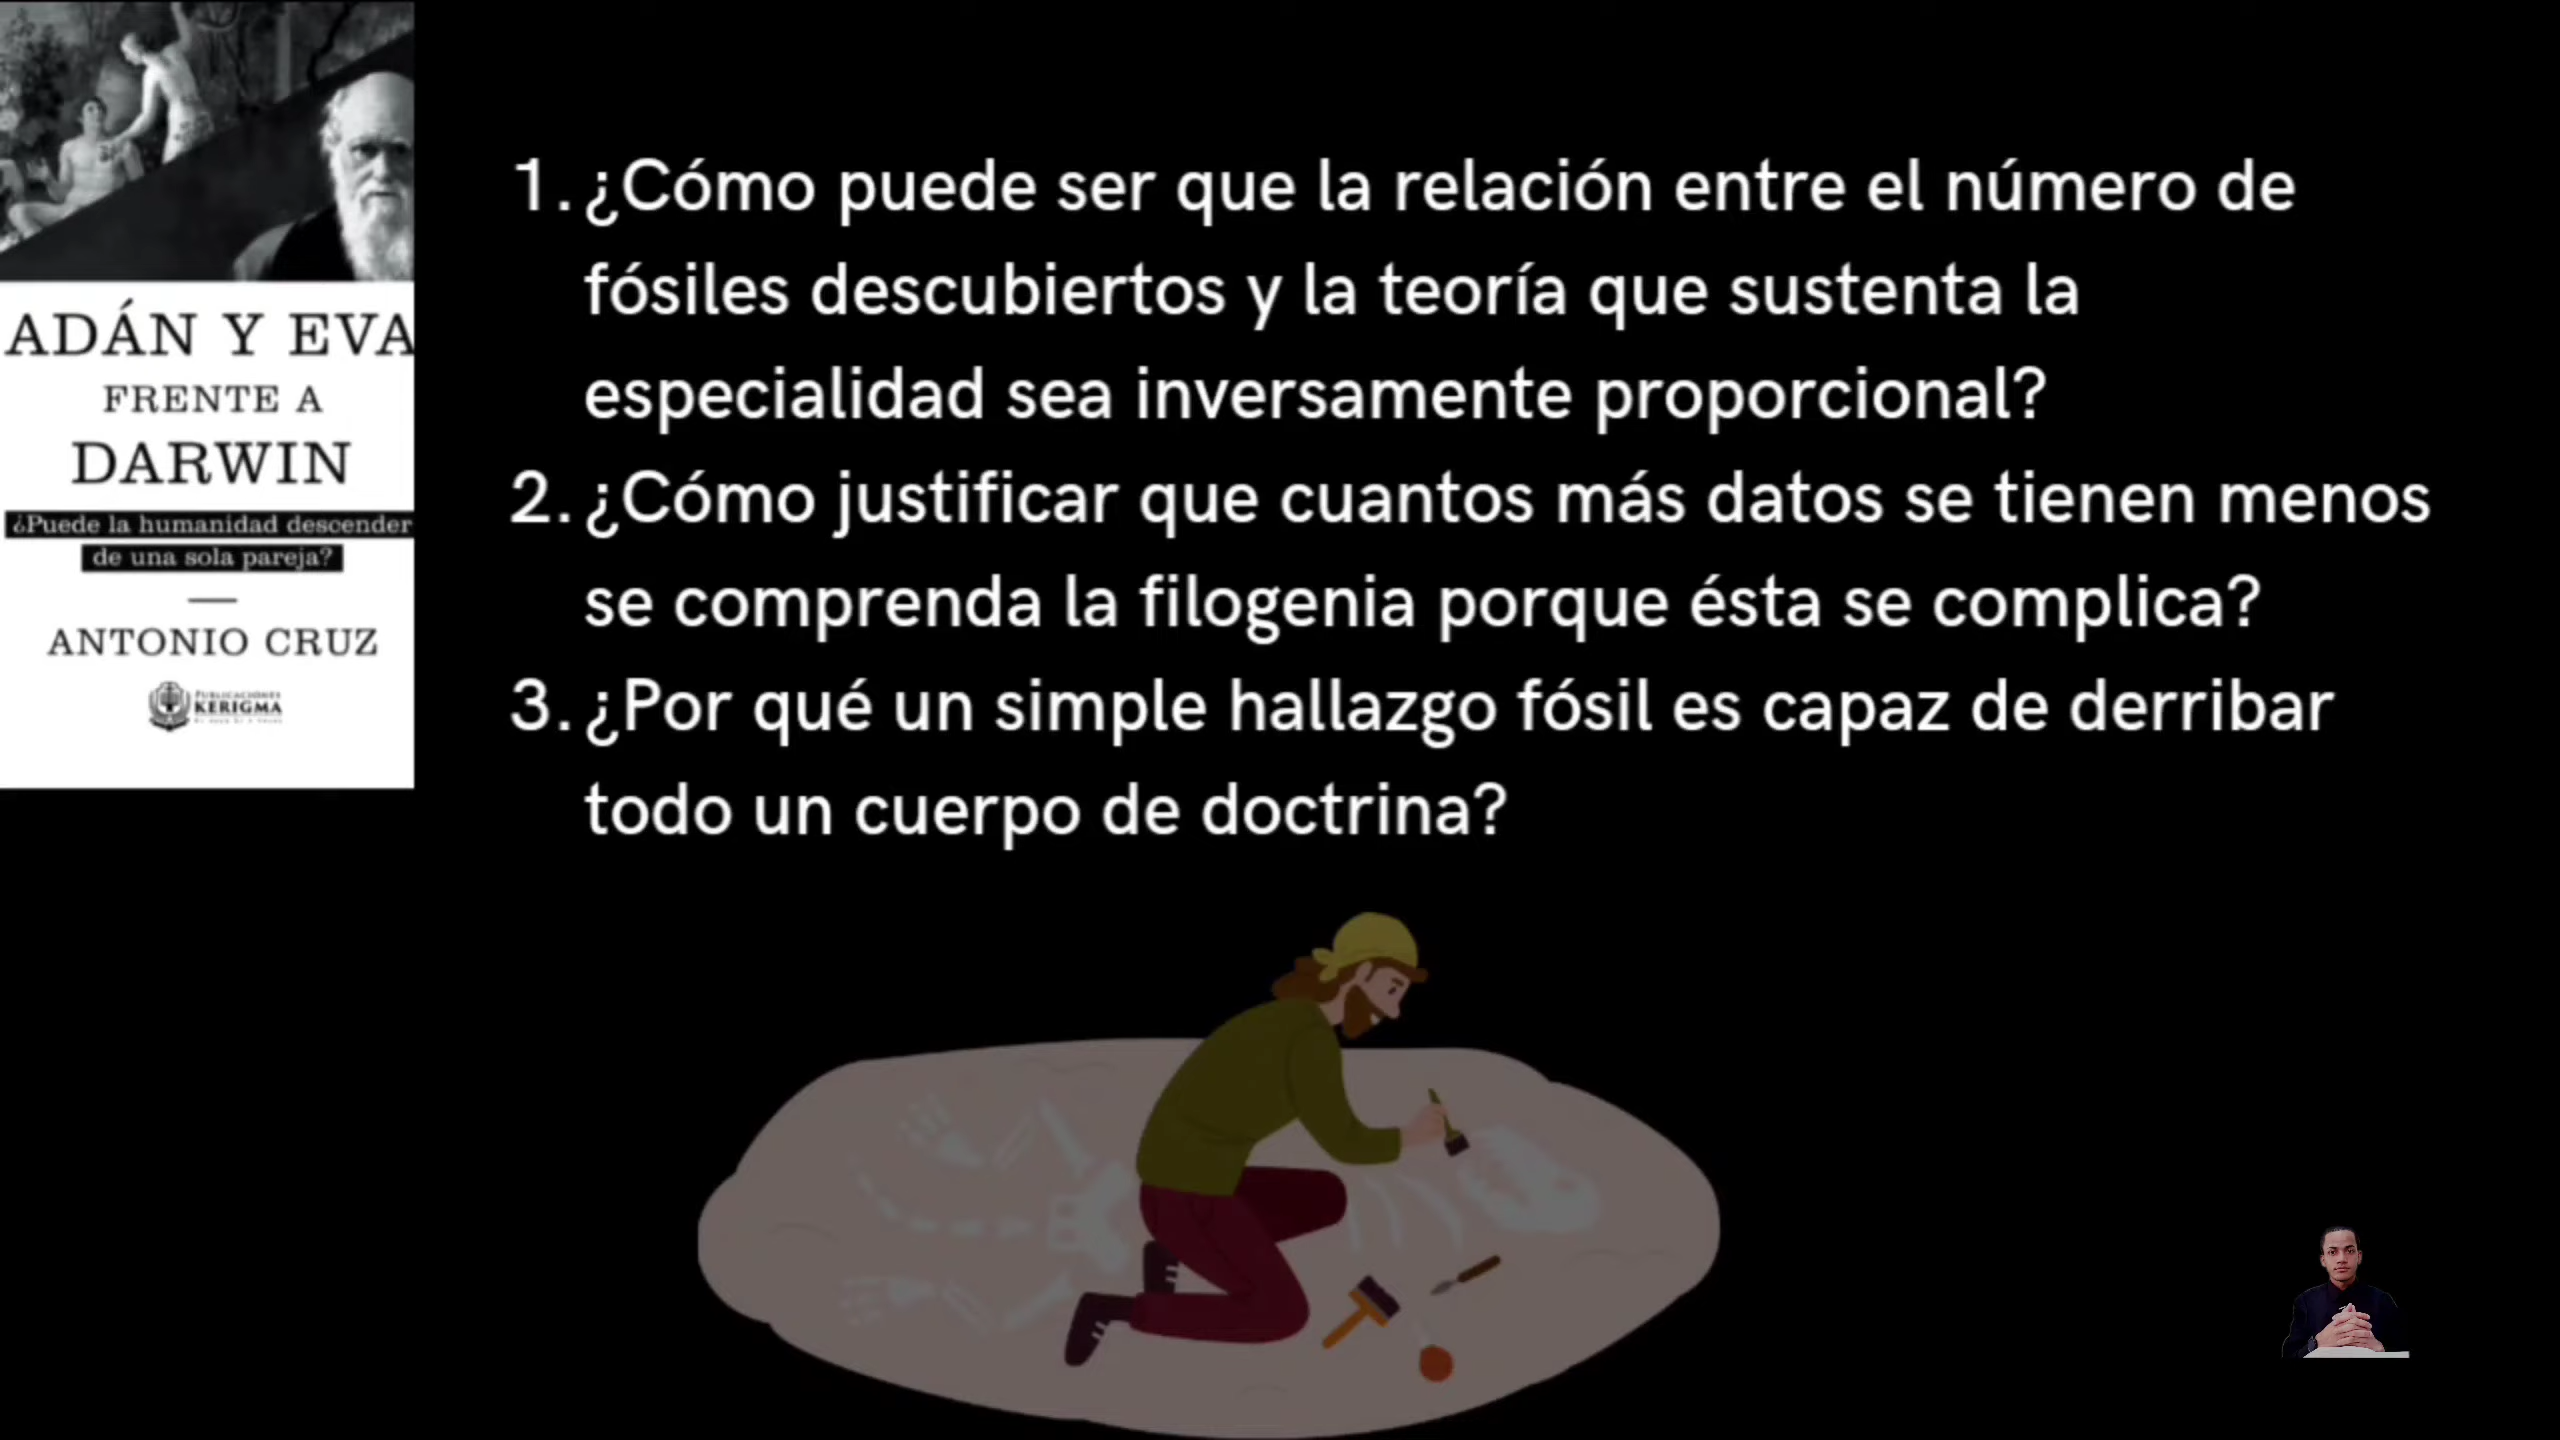 ADÁN Y EVA
FRENTE A
DARWIN
¿Puede la humanidad descender
de una sola pareja?
ANTONIO CRUZ
PUBLICACIONES
KERIGMA
1. ¿Cómo puede ser que la relación entre el número de
fósiles descubiertos y la teoría que sustenta la
especialidad sea inversamente proporcional?
2. ¿Cómo justificar que cuantos más datos se tienen menos
se comprenda la filogenia porque ésta se complica?
3. ¿Por qué un simple hallazgo fósil es capaz de derribar
todo un cuerpo de doctrina?